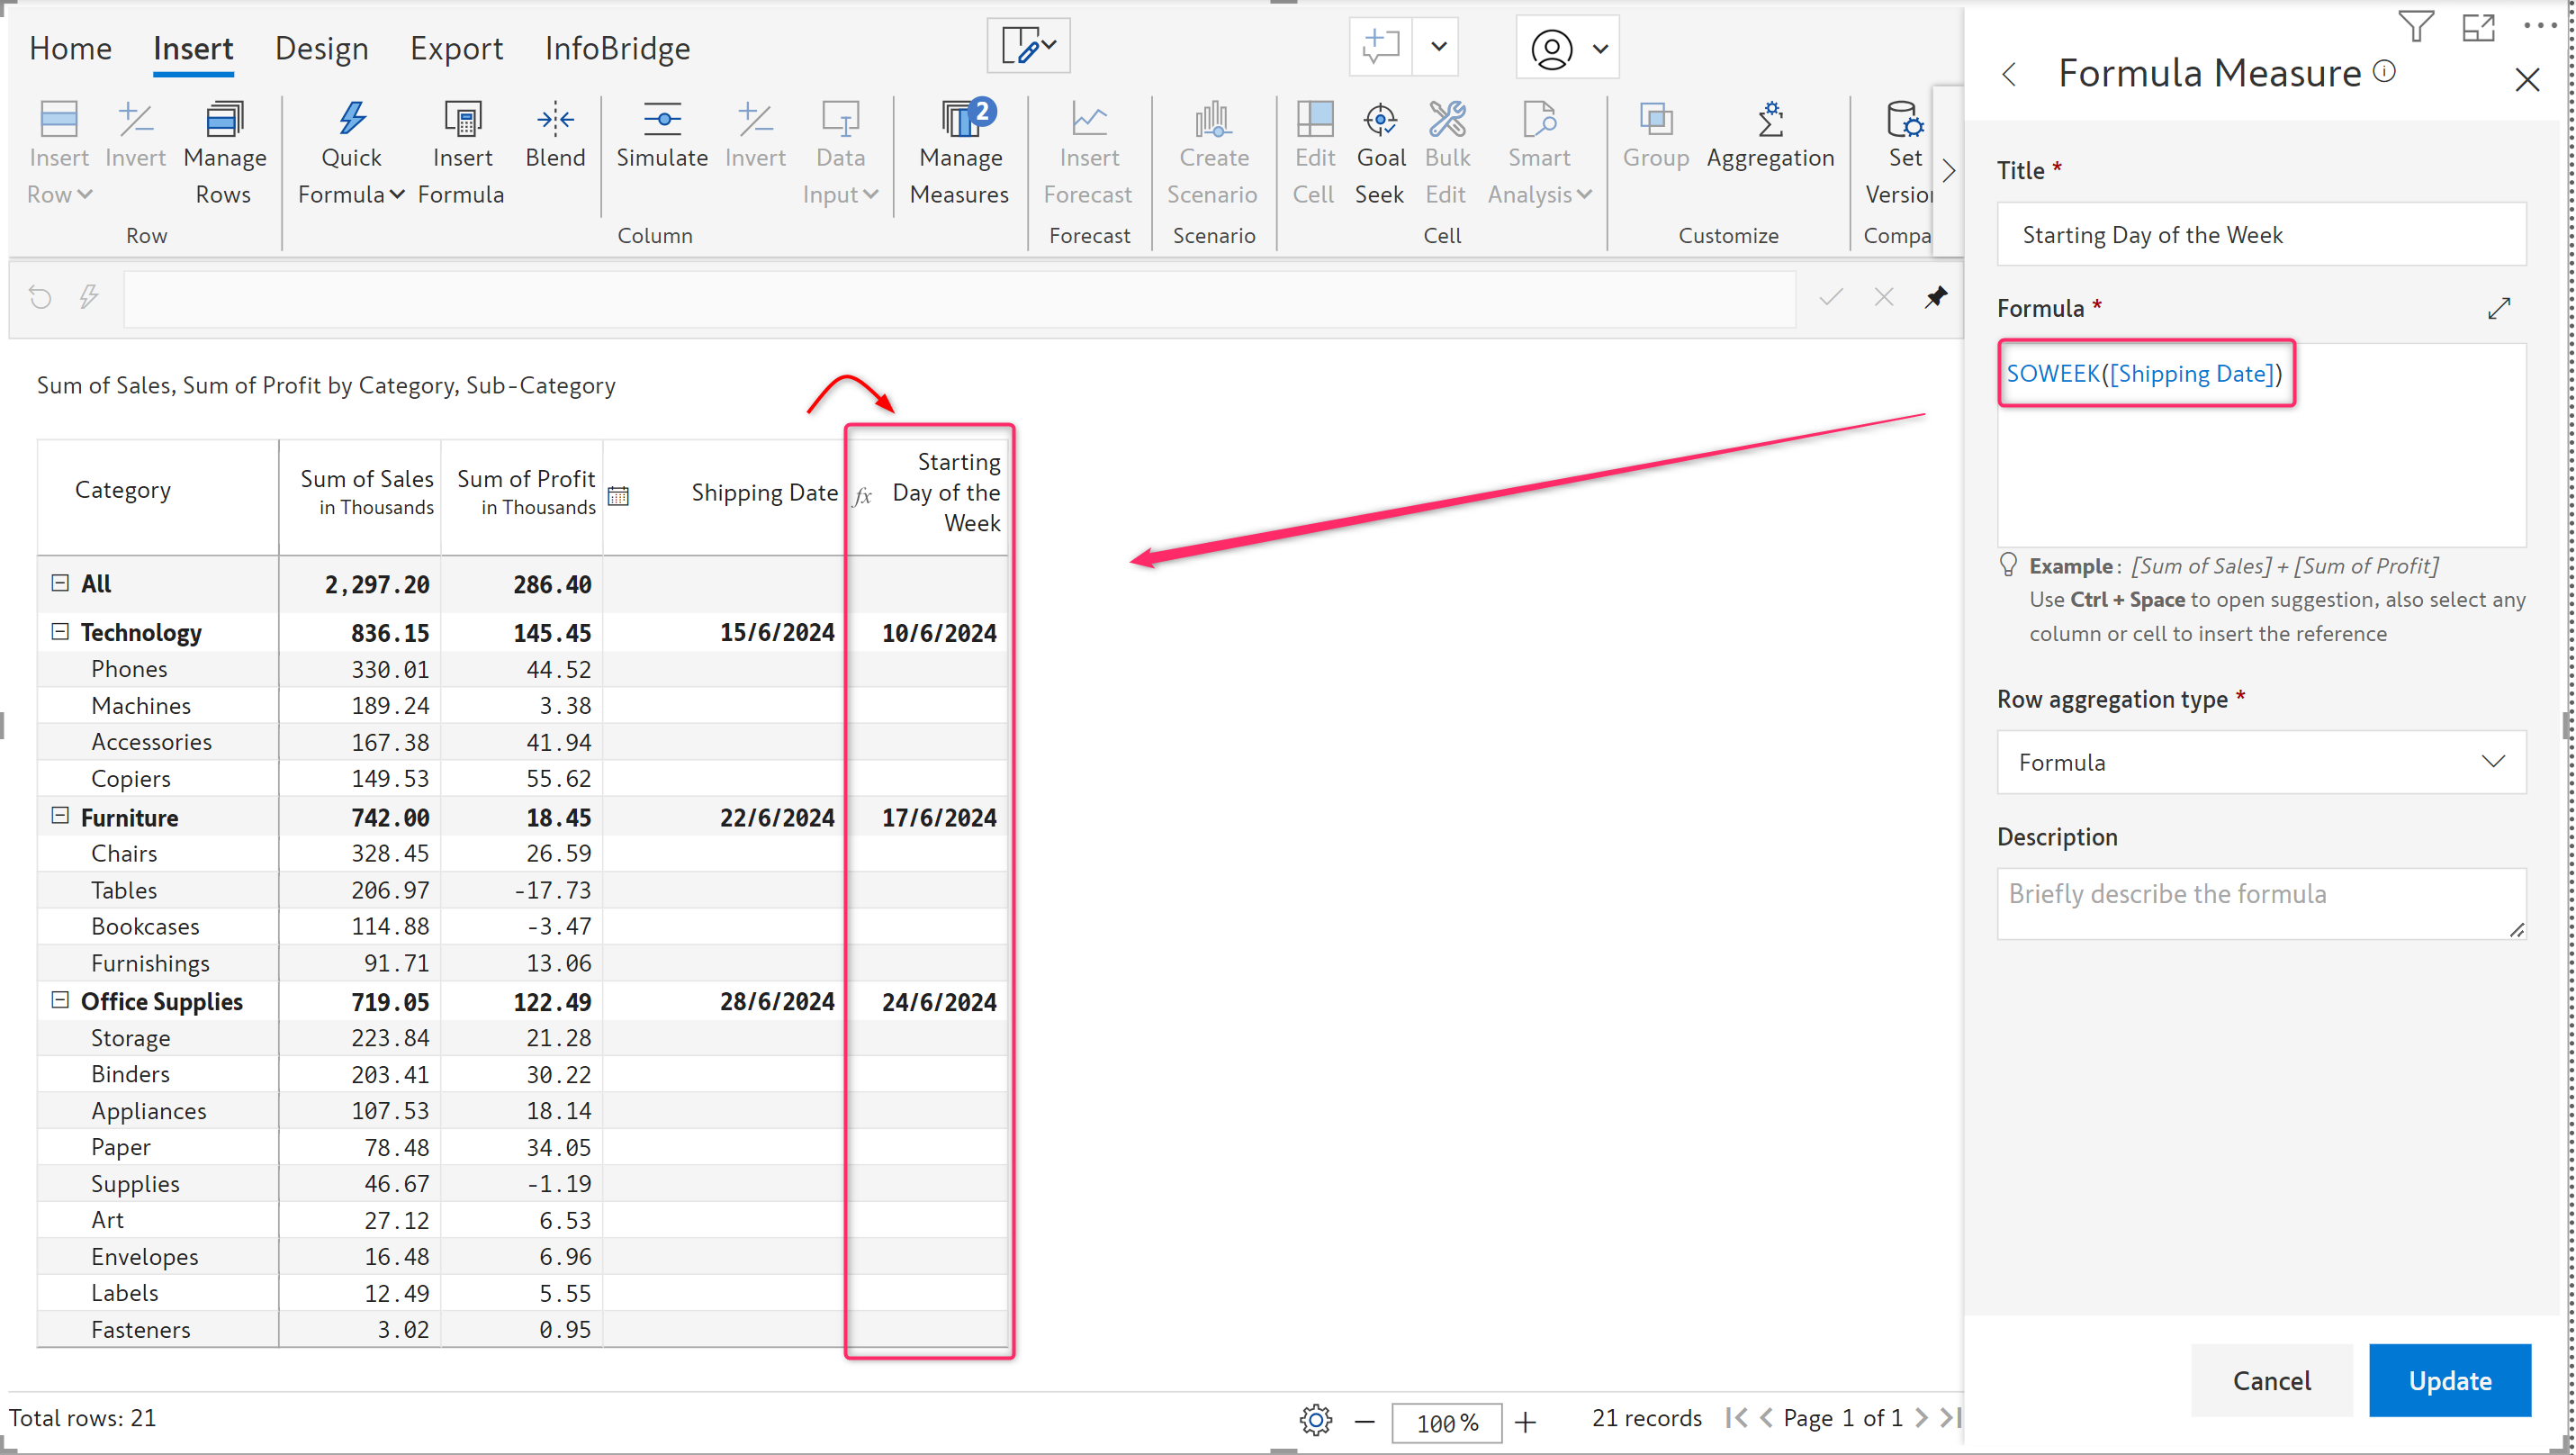 Home Insert Design Export InfoBridge
Insert Row
Invert
Manage Rows
Row
Quick Formula
Insert Formula
Blend
Simulate
Invert
Data Input
Column
2
Manage Measures
Insert Forecast
Forecast
Create Scenario
Scenario
Edit Cell
Goal Seek
Bulk Edit
Smart Analysis
Cell
Group
Aggregation
Customize
Set
Compa
Sum of Sales, Sum of Profit by Category, Sub-Category
Category
Sum of Sales in Thousands
Sum of Profit in Thousands
Shipping Date
fx Starting Day of the Week
All 2,297.20 286.40
Technology 836.15 145.45 15/6/2024 10/6/2024
Phones 330.01 44.52
Machines 189.24 3.38
Accessories 167.38 41.94
Copiers 149.53 55.62
Furniture 742.00 18.45 22/6/2024 17/6/2024
Chairs 328.45 26.59
Tables 206.97 -17.73
Bookcases 114.88 -3.47
Furnishings 91.71 13.06
Office Supplies 719.05 122.49 28/6/2024 24/6/2024
Storage 223.84 21.28
Binders 203.41 30.22
Appliances 107.53 18.14
Paper 78.48 34.05
Supplies 46.67 -1.19
Art 27.12 6.53
Envelopes 16.48 6.96
Labels 12.49 5.55
Fasteners 3.02 0.95
Total rows: 21
100 %
21 records
Page 1 of 1
Formula Measure
Title *
Starting Day of the Week
Formula *
SOWEEK([Shipping Date])
Example : [Sum of Sales] + [Sum of Profit]
Use Ctrl + Space to open suggestion, also select any
column or cell to insert the reference
Row aggregation type *
Formula
Description
Briefly describe the formula
Cancel
Update